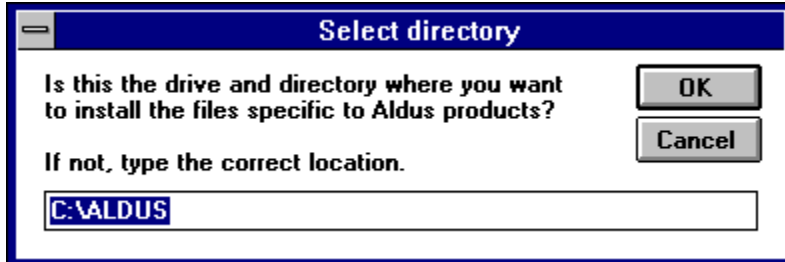 Select directory
Is this the drive and directory where you want
to install the files specific to Aldus products?
OK
Cancel
If not, type the correct location.
C:\ALDUS